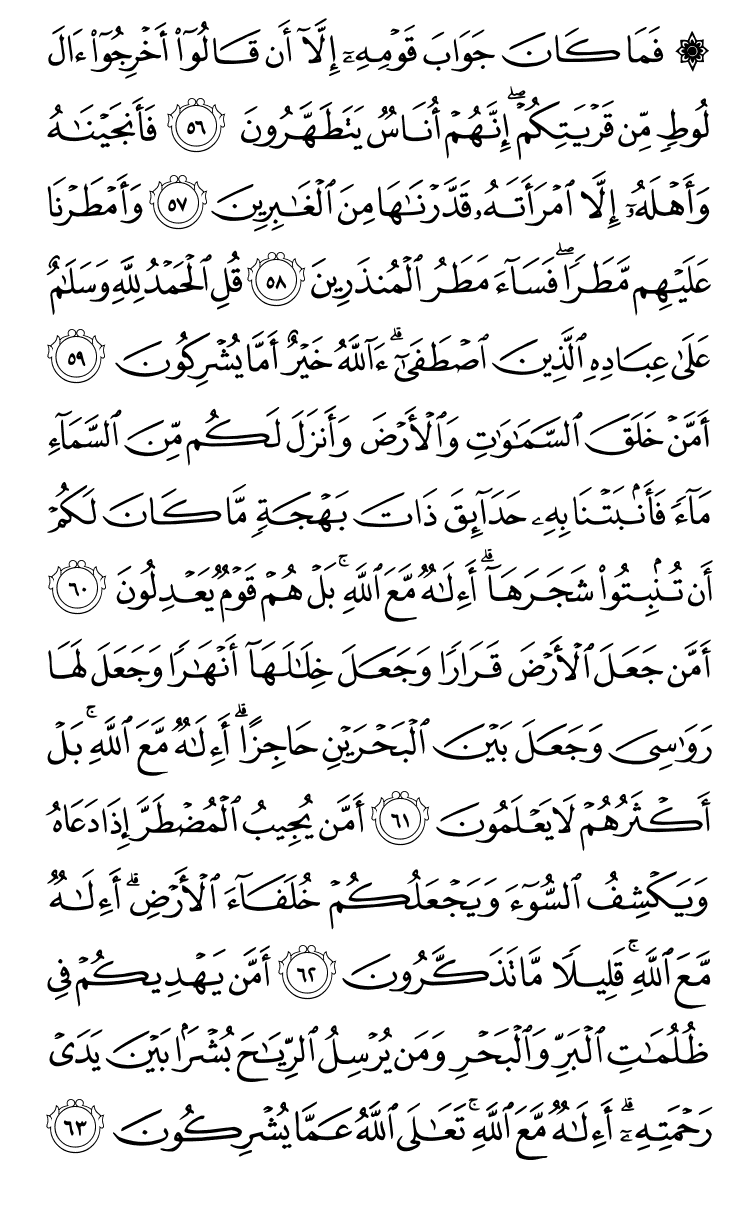 ۞ فَمَا كَانَ جَوَابَ قَوْمِهِۦٓ إِلَّآ أَن قَالُوٓا۟ أَخْرِجُوٓا۟ ءَالَ
لُوطٍ مِّن قَرْيَتِكُمْ ۖ إِنَّهُمْ أُنَاسٌ يَتَطَهَّرُونَ ٥٦ فَأَنجَيْنَـٰهُ
وَأَهْلَهُۥٓ إِلَّا ٱمْرَأَتَهُۥ قَدَّرْنَـٰهَا مِنَ ٱلْغَـٰبِرِينَ ٥٧ وَأَمْطَرْنَا
عَلَيْهِم مَّطَرًا ۖ فَسَآءَ مَطَرُ ٱلْمُنذَرِينَ ٥٨ قُلِ ٱلْحَمْدُ لِلَّهِ وَسَلَـٰمٌ
عَلَىٰ عِبَادِهِ ٱلَّذِينَ ٱصْطَفَىٰٓ ۗ ءَآللَّهُ خَيْرٌ أَمَّا يُشْرِكُونَ ٥٩
أَمَّنْ خَلَقَ ٱلسَّمَـٰوَٰتِ وَٱلْأَرْضَ وَأَنزَلَ لَكُم مِّنَ ٱلسَّمَآءِ
مَآءً فَأَنۢبَتْنَا بِهِۦ حَدَآئِقَ ذَاتَ بَهْجَةٍ مَّا كَانَ لَكُمْ
أَن تُنۢبِتُوا۟ شَجَرَهَآ ۗ أَءِلَـٰهٌ مَّعَ ٱللَّهِ ۚ بَلْ هُمْ قَوْمٌ يَعْدِلُونَ ٦٠
أَمَّن جَعَلَ ٱلْأَرْضَ قَرَارًا وَجَعَلَ خِلَـٰلَهَآ أَنْهَـٰرًا وَجَعَلَ لَهَا
رَوَٰسِىَ وَجَعَلَ بَيْنَ ٱلْبَحْرَيْنِ حَاجِزًا ۗ أَءِلَـٰهٌ مَّعَ ٱللَّهِ ۚ بَلْ
أَكْثَرُهُمْ لَا يَعْلَمُونَ ٦١ أَمَّن يُجِيبُ ٱلْمُضْطَرَّ إِذَا دَعَاهُ
وَيَكْشِفُ ٱلسُّوٓءَ وَيَجْعَلُكُمْ خُلَفَآءَ ٱلْأَرْضِ ۗ أَءِلَـٰهٌ
مَّعَ ٱللَّهِ ۚ قَلِيلًا مَّا تَذَكَّرُونَ ٦٢ أَمَّن يَهْدِيكُمْ فِى
ظُلُمَـٰتِ ٱلْبَرِّ وَٱلْبَحْرِ وَمَن يُرْسِلُ ٱلرِّيَـٰحَ بُشْرًۢا بَيْنَ يَدَىْ
رَحْمَتِهِۦٓ ۗ أَءِلَـٰهٌ مَّعَ ٱللَّهِ ۚ تَعَـٰلَى ٱللَّهُ عَمَّا يُشْرِكُونَ ٦٣